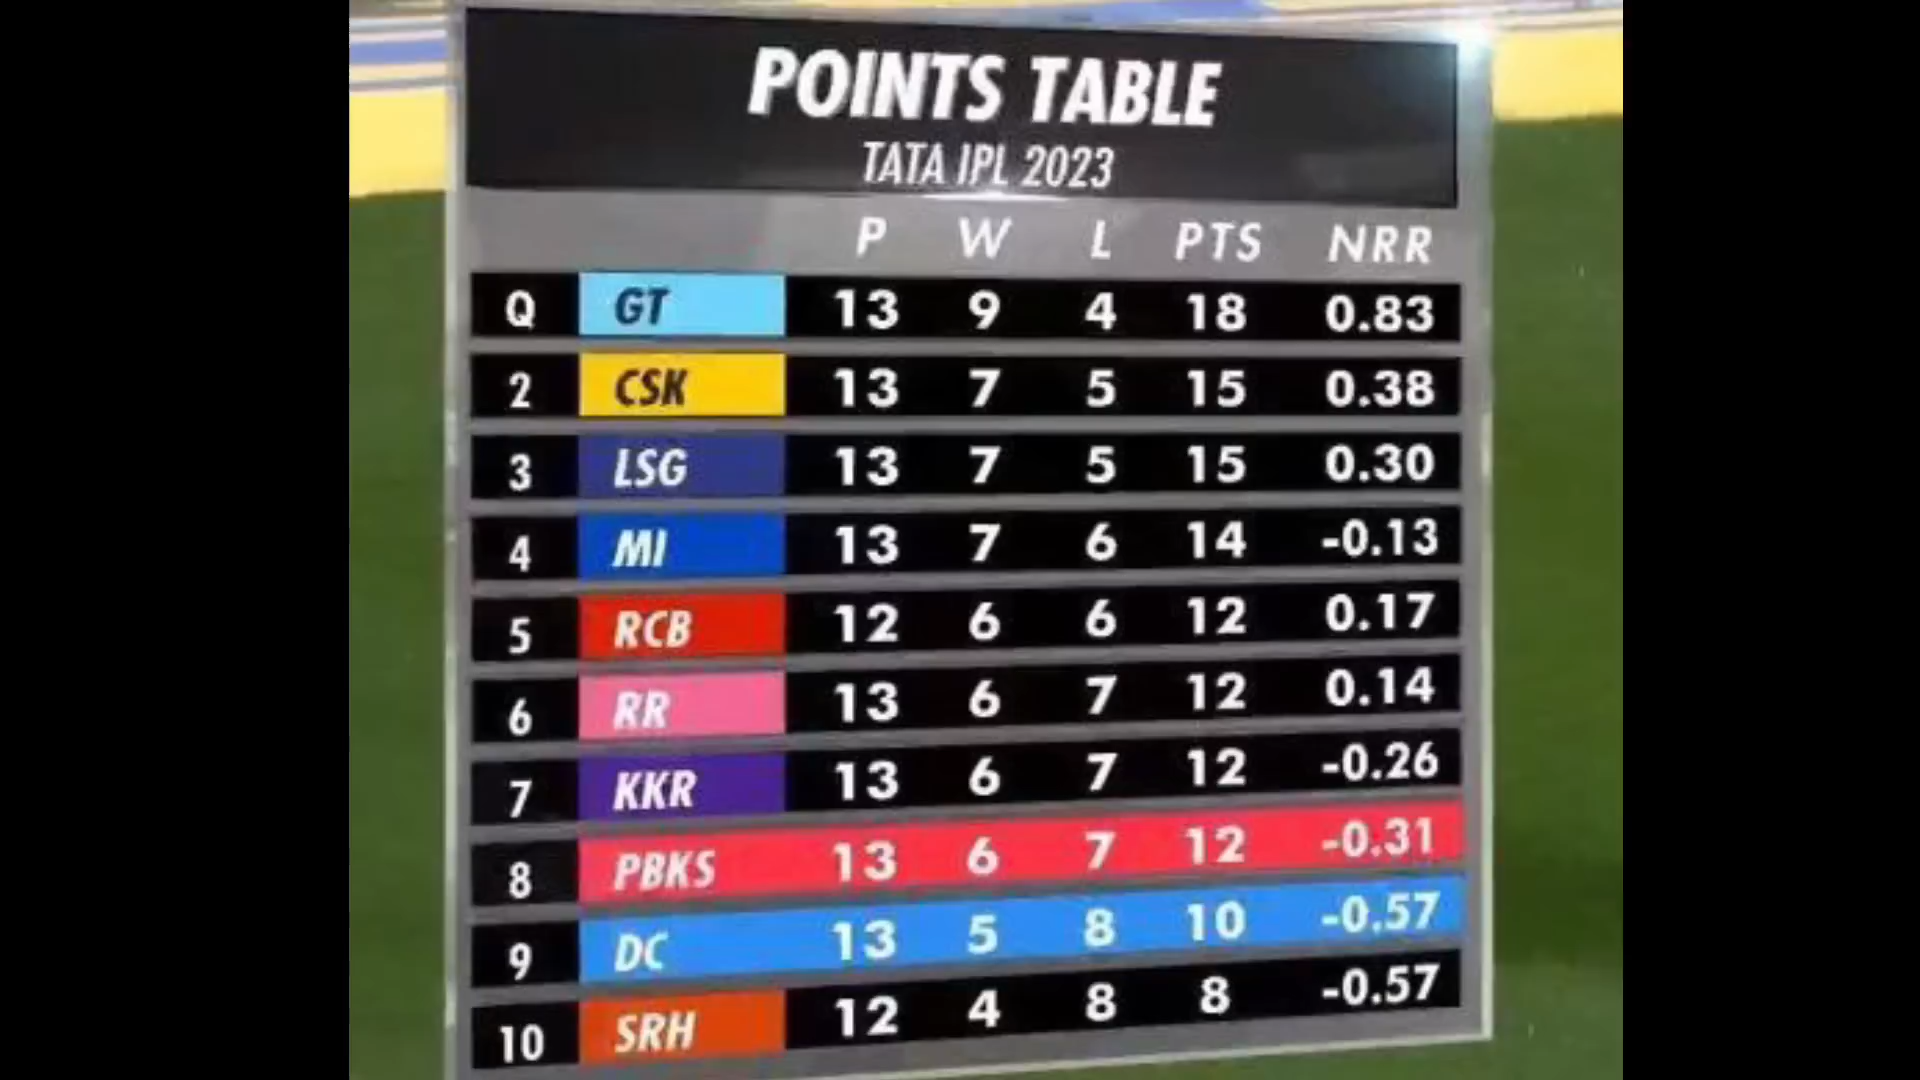 POINTS TABLE
TATA IPL 2023
P W L PTS NRR
Q GT 13 9 4 18 0.83
2 CSK 13 7 5 15 0.38
3 LSG 13 7 5 15 0.30
4 MI 13 7 6 14 -0.13
5 RCB 12 6 6 12 0.17
6 RR 13 6 7 12 0.14
7 KKR 13 6 7 12 -0.26
8 PBKS 13 6 7 12 -0.31
9 DC 13 5 8 10 -0.57
10 SRH 12 4 8 8 -0.57